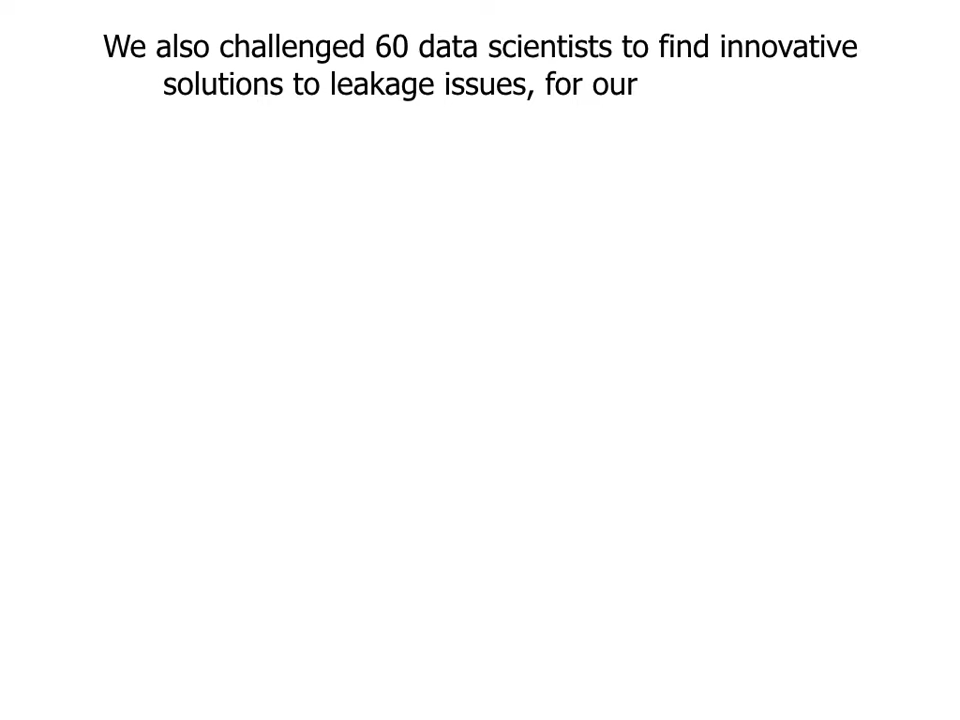 We also challenged 60 data scientists to find innovative
solutions to leakage issues, for our